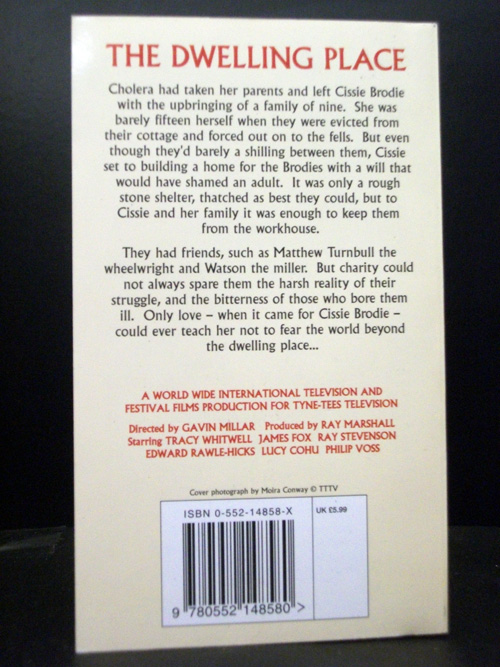 THE DWELLING PLACE
Cholera had taken her parents and left Cissie Brodie
with the upbringing of a family of nine. She was
barely fifteen herself when they were evicted from
their cottage and forced out on to the fells. But even
though they'd barely a shilling between them, Cissie
set to building a home for the Brodies with a will that
would have shamed an adult. It was only a rough
stone shelter, thatched as best they could, but to
Cissie and her family it was enough to keep them
from the workhouse.
They had friends, such as Matthew Turnbull the
wheelwright and Watson the miller. But charity could
not always spare them the harsh reality of their
struggle, and the bitterness of those who bore them
ill. Only love – when it came for Cissie Brodie –
could ever teach her not to fear the world beyond
the dwelling place...
A WORLD WIDE INTERNATIONAL TELEVISION AND
FESTIVAL FILMS PRODUCTION FOR TYNE-TEES TELEVISION
Directed by GAVIN MILLAR Produced by RAY MARSHALL
Starring TRACY WHITWELL JAMES FOX RAY STEVENSON
EDWARD RAWLE-HICKS LUCY COHU PHILIP VOSS
Cover photograph by Moira Conway © TTTV
ISBN 0-552-14858-X
UK £5.99
9 780552 148580 >